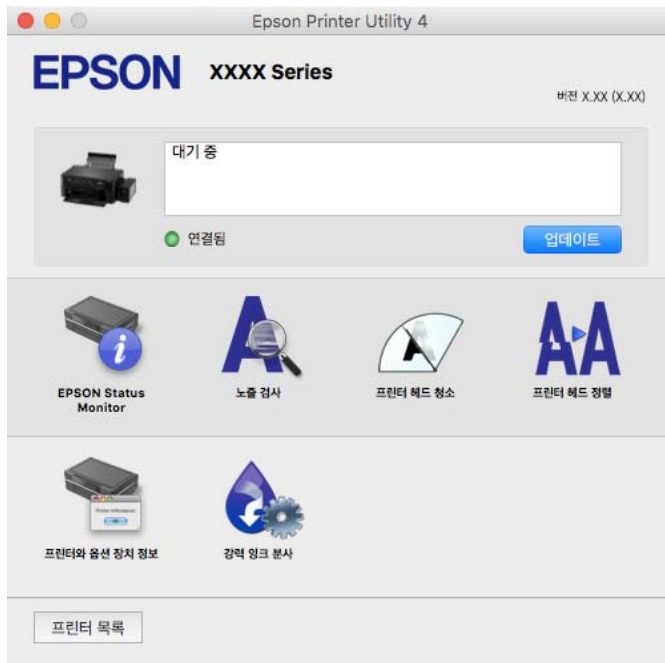 Epson Printer Utility 4
EPSON XXXX Series
버전 X.XX (X.XX)
대기 중
연결됨
업데이트
EPSON Status
Monitor
노즐 검사
프린터 헤드 청소
프린터 헤드 정렬
프린터와 옵션 장치 정보
강력 잉크 분사
프린터 목록